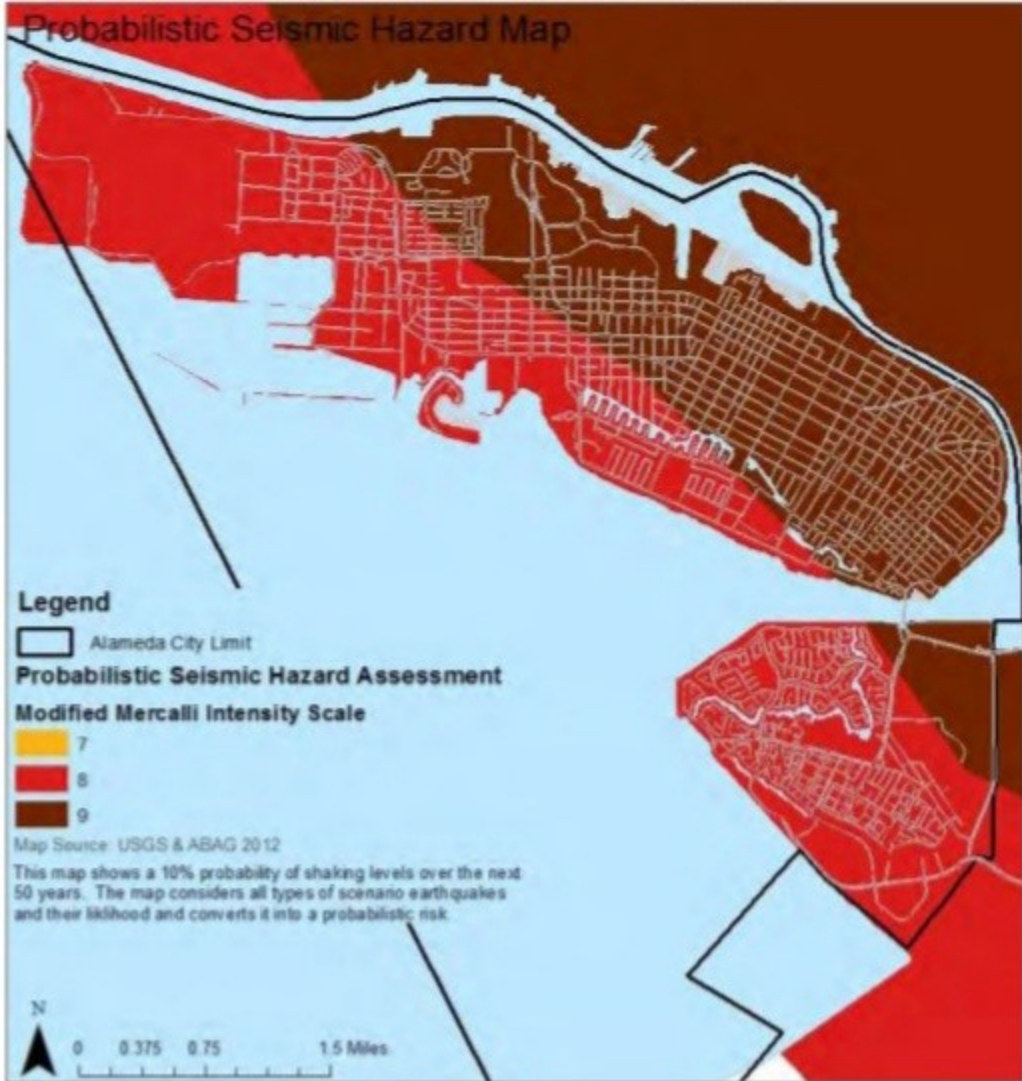 Probabilistic Seismic Hazard Map
Legend
Alameda City Limit
Probabilistic Seismic Hazard Assessment
Modified Mercalli Intensity Scale
7
8
9
Map Source: USGS & ABAG 2012
This map shows a 10% probability of shaking levels over the next
50 years. The map considers all types of scenario earthquakes
and their liklihood and converts it into a probabilistic risk.
N
0 0.375 0.75 1.5 Miles